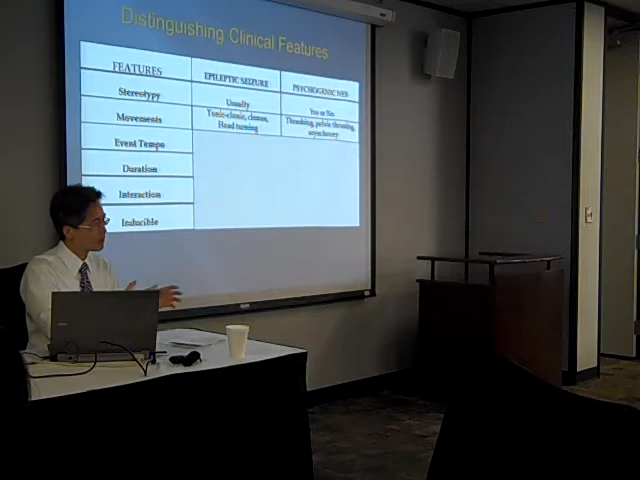 Distinguishing Clinical Features
FEATURES
EPILEPTIC SEIZURE
PSYCHOGENIC NES
Stereotypy
Usually
Yes or No
Movements
Tonic-clonic, clonus,
Head turning
Thrashing, pelvic thrusting,
asynchrony
Event Tempo
Duration
Interaction
Inducible